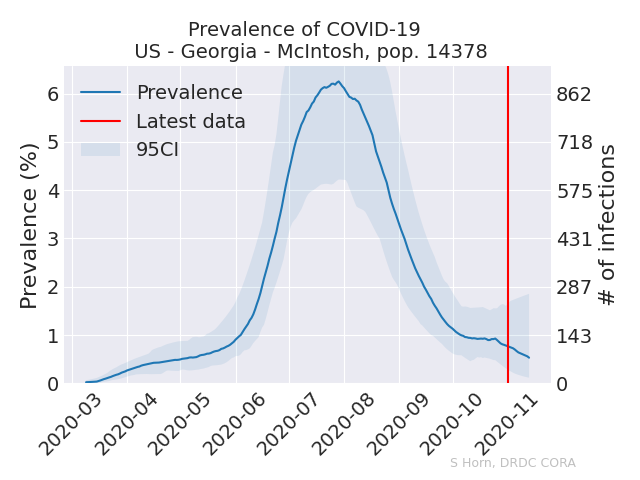 Prevalence of COVID-19
US - Georgia - McIntosh, pop. 14378
Prevalence
Latest data
95CI
Prevalence (%)
6
5
4
3
2
1
0
862
718
575
431
287
143
0
# of infections
2020-03
2020-04
2020-05
2020-06
2020-07
2020-08
2020-09
2020-10
2020-11
S Horn, DRDC CORA